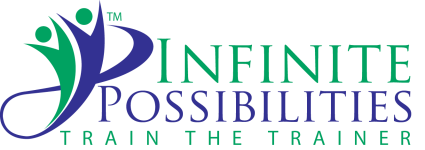 ™
INFINITE
POSSIBILITIES
TRAIN THE TRAINER